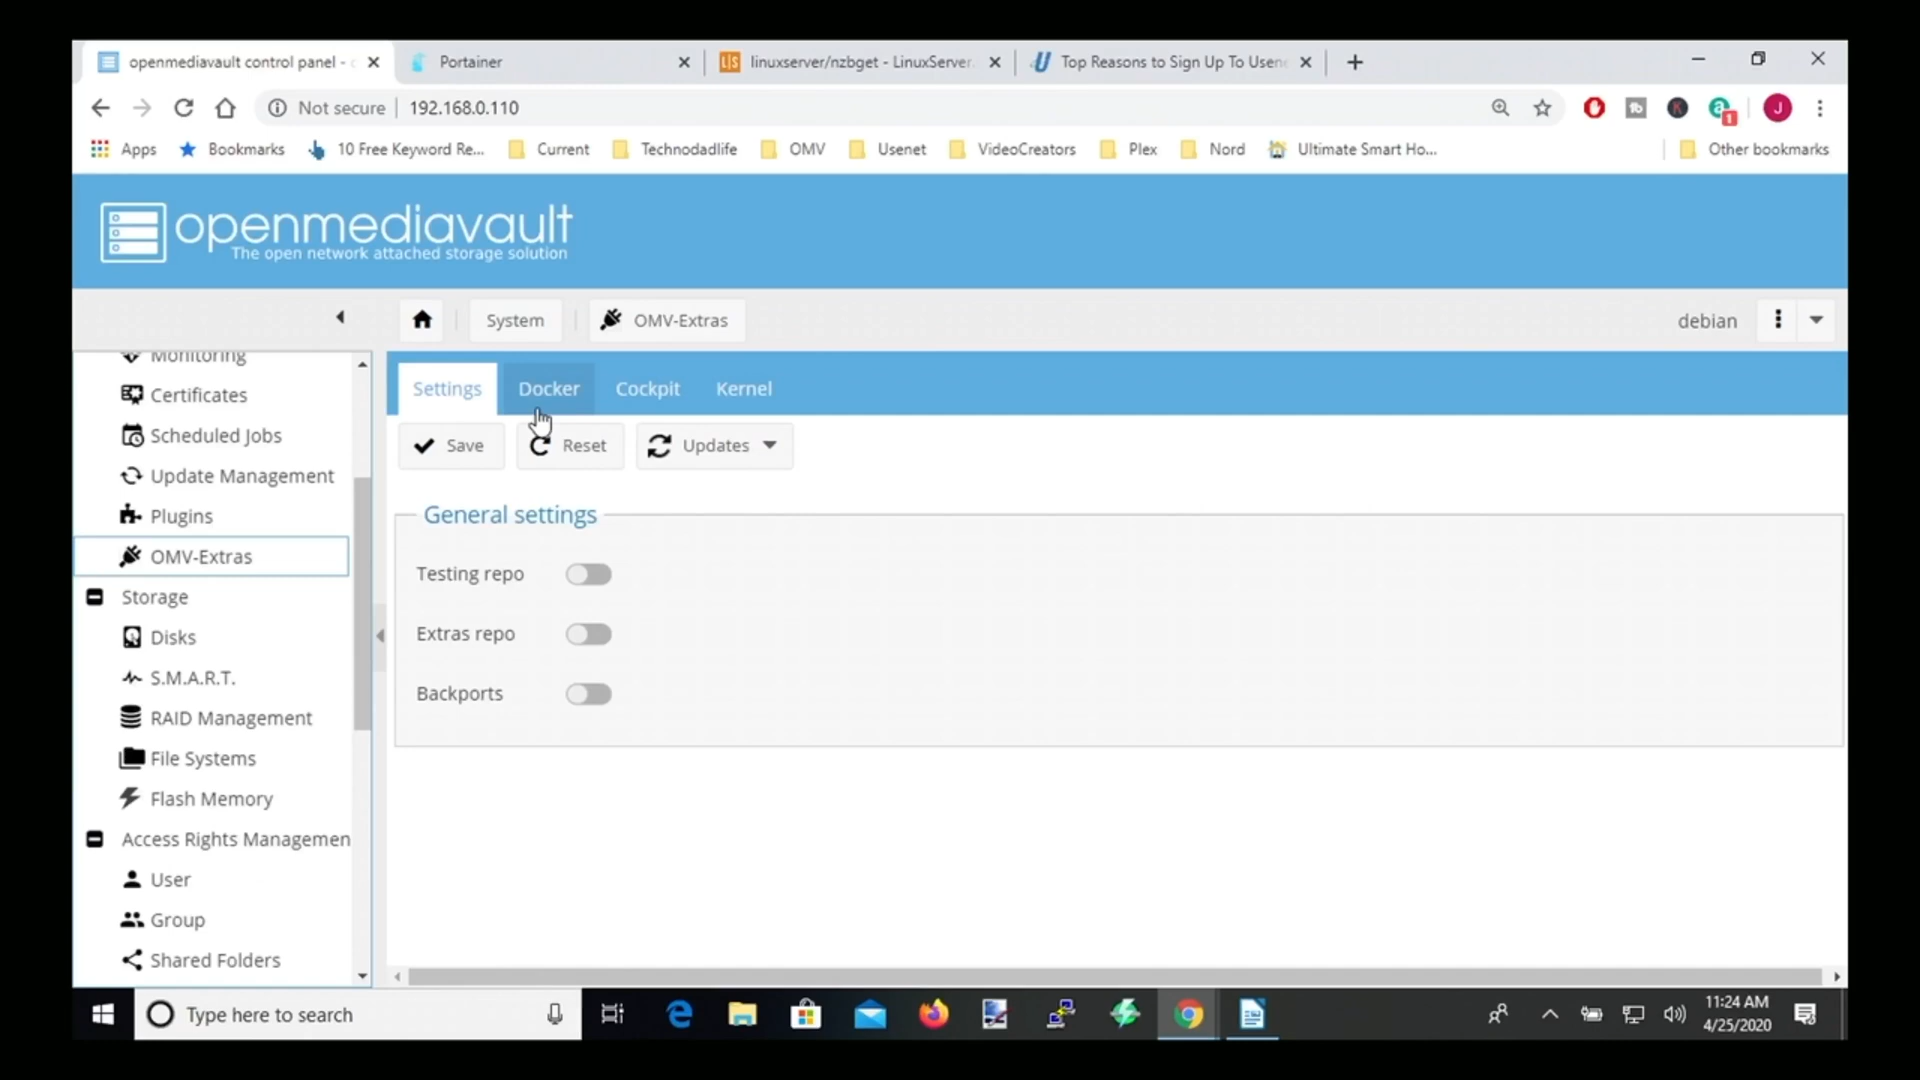 openmediavault control panel - 
Portainer
linuxserver/nzbget - LinuxServer.
Top Reasons to Sign Up To Usene
Not secure
192.168.0.110
1
J
Apps
Bookmarks
10 Free Keyword Re...
Current
Technodadlife
OMV
Usenet
VideoCreators
Plex
Nord
Ultimate Smart Ho...
Other bookmarks
openmediavault
The open network attached storage solution
System
OMV-Extras
debian
Monitoring
Certificates
Scheduled Jobs
Update Management
Plugins
OMV-Extras
Storage
Disks
S.M.A.R.T.
RAID Management
File Systems
Flash Memory
Access Rights Managemen
User
Group
Shared Folders
Settings
Docker
Cockpit
Kernel
Save
Reset
Updates
General settings
Testing repo
Extras repo
Backports
Type here to search
11:24 AM
4/25/2020